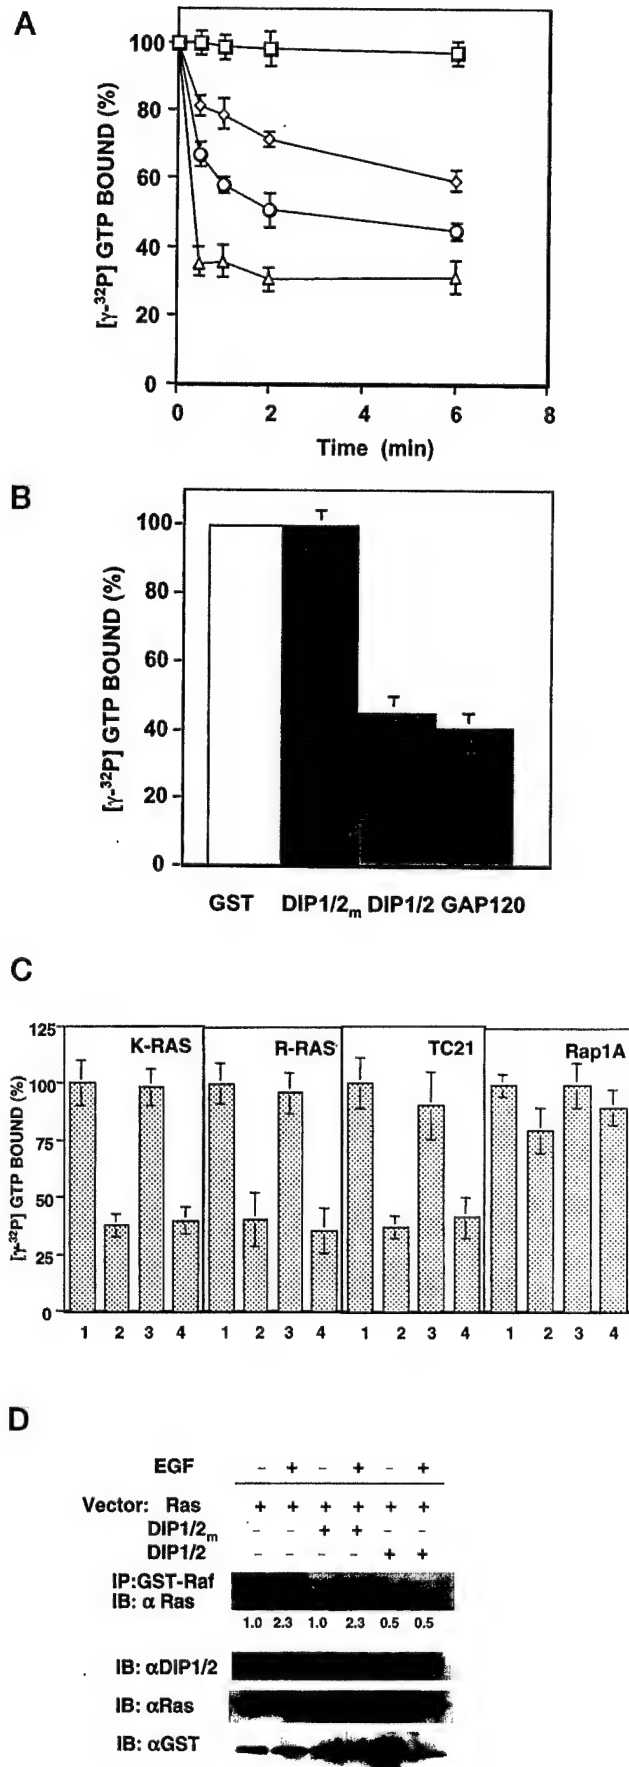 A
[γ-³²P] GTP BOUND (%)
100
80
60
40
20
0
0 2 4 6 8
Time (min)
B
[γ-³²P] GTP BOUND (%)
100
80
60
40
20
0
GST DIP1/2m DIP1/2 GAP120
C
[γ-³²P] GTP BOUND (%)
125
100
75
50
25
0
K-RAS R-RAS TC21 Rap1A
1 2 3 4 1 2 3 4 1 2 3 4 1 2 3 4
D
EGF - + - + - +
Vector: Ras + + + + + +
DIP1/2m - - + + - -
DIP1/2 - - - - + +
IP:GST-Raf
IB: α Ras
1.0 2.3 1.0 2.3 0.5 0.5
IB: αDIP1/2
IB: αRas
IB: αGST